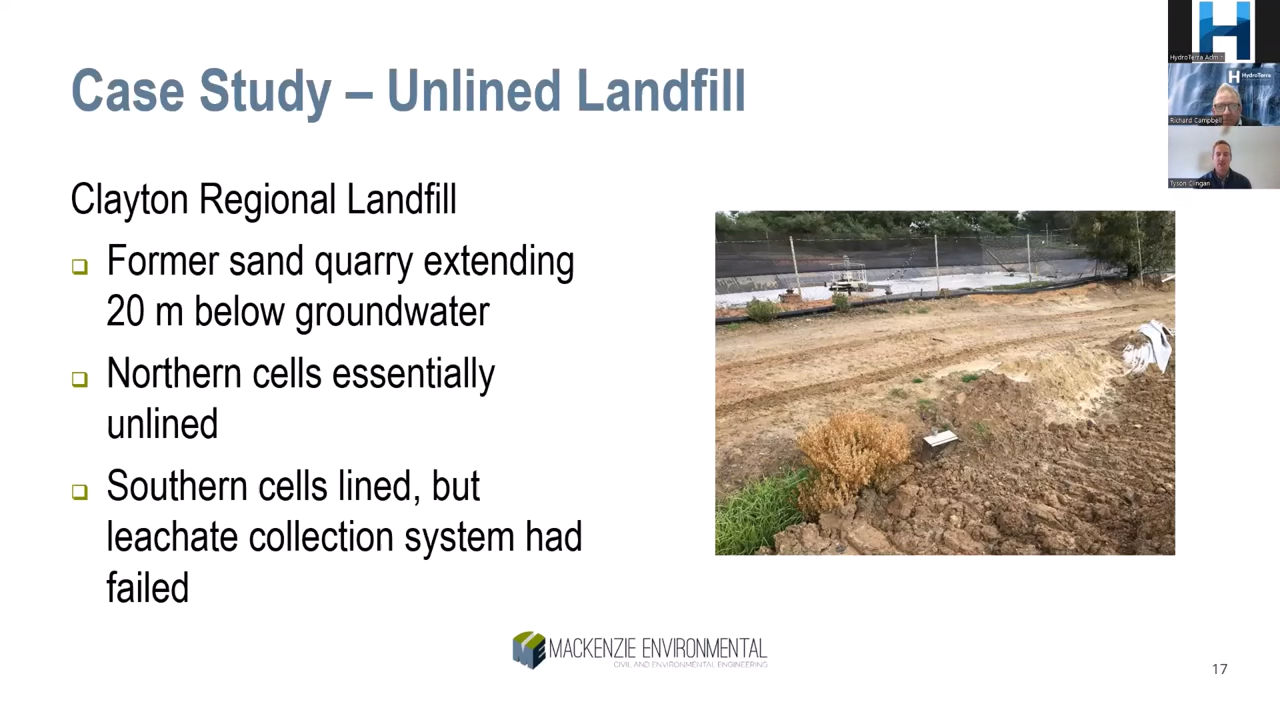 Case Study – Unlined Landfill
Clayton Regional Landfill
Former sand quarry extending
20 m below groundwater
Northern cells essentially
unlined
Southern cells lined, but
leachate collection system had
failed
MACKENZIE ENVIRONMENTAL
CIVIL AND ENVIRONMENTAL ENGINEERING
17
HydroTerra Admin
HydroTerra
Richard Campbell
Tyson Clingan